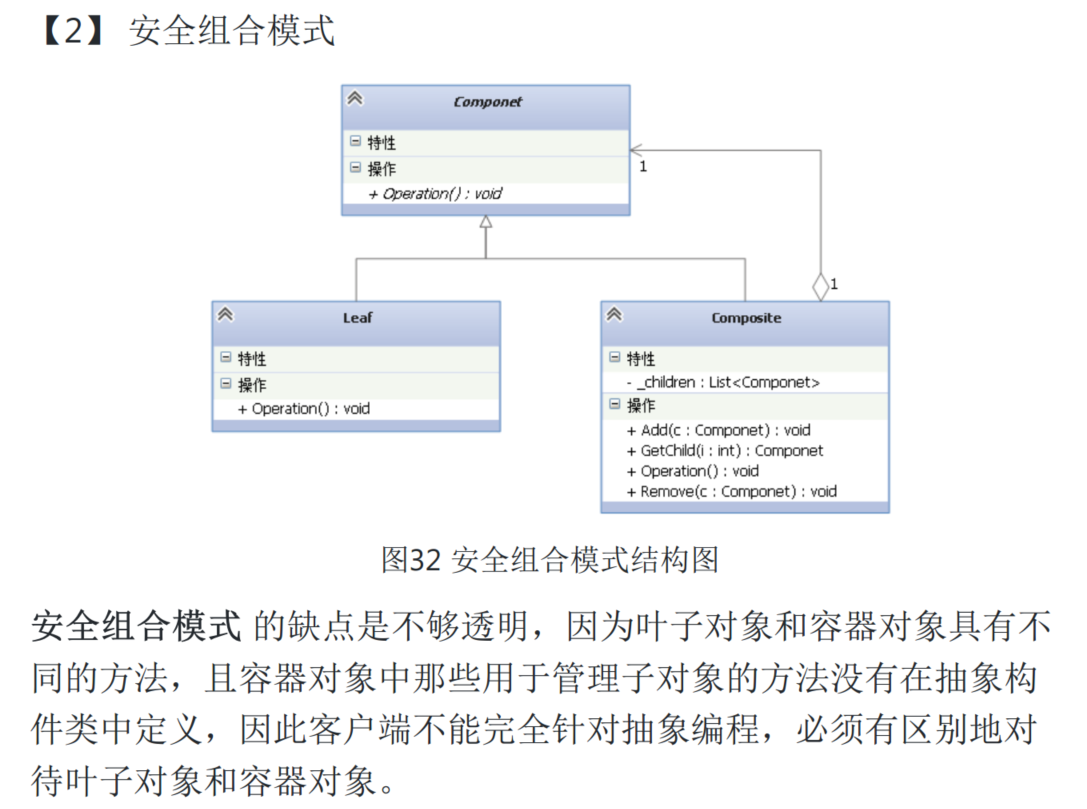 【2】 安全组合模式
Componet
特性
操作
+ Operation() : void
1
1
Leaf
特性
操作
+ Operation() : void
Composite
特性
- _children : List<Componet>
操作
+ Add(c : Componet) : void
+ GetChild(i : int) : Componet
+ Operation() : void
+ Remove(c : Componet) : void
图32 安全组合模式结构图
安全组合模式 的缺点是不够透明，因为叶子对象和容器对象具有不
同的方法，且容器对象中那些用于管理子对象的方法没有在抽象构
件类中定义，因此客户端不能完全针对抽象编程，必须有区别地对
待叶子对象和容器对象。